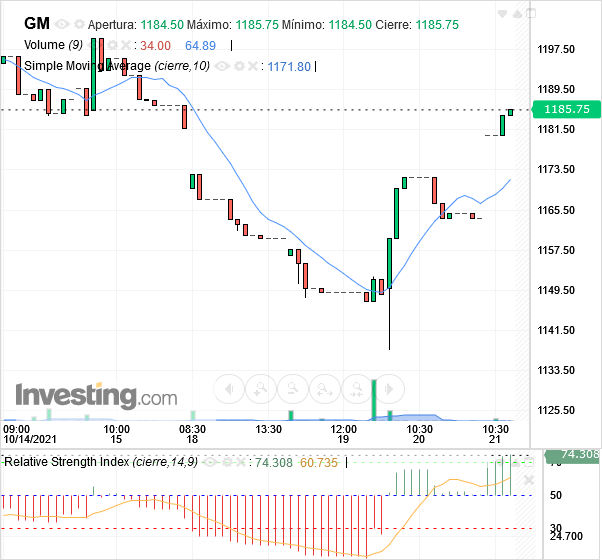 GM Apertura: 1184.50 Máximo: 1185.75 Mínimo: 1184.50 Cierre: 1185.75
Volume (9) : 34.00 64.89
Simple Moving Average (cierre,10) : 1171.80
1197.50
1189.50
1185.75
1181.50
1173.50
1165.50
1157.50
1149.50
1141.50
1133.50
1125.50
Investing.com
09:00 10:00 08:30 13:30 12:00 10:30 10:30
10/14/2021 15 18 19 20 21
Relative Strength Index (cierre,14,9) : 74.308 60.735
74.308
70
50
30
24.700